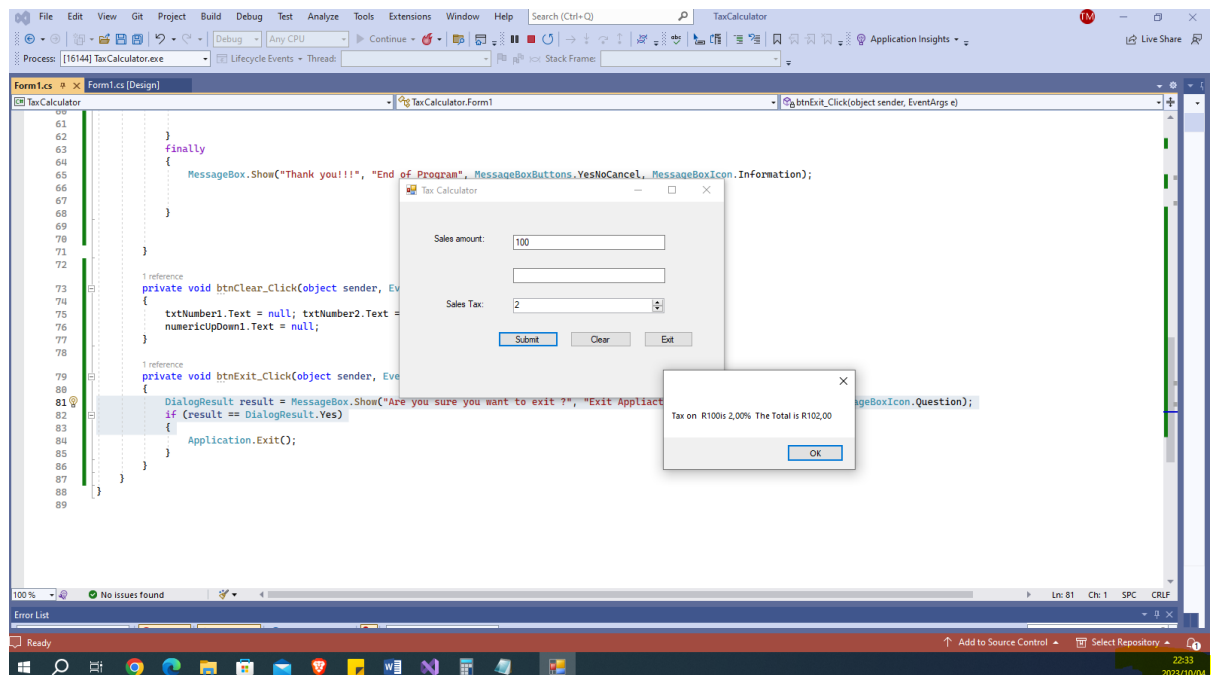 File Edit View Git Project Build Debug Test Analyze Tools Extensions Window Help Search (Ctrl+Q) TaxCalculator TM
Debug Any CPU Continue Application Insights Live Share
Process: [16144] TaxCalculator.exe Lifecycle Events Thread: Stack Frame:
Form1.cs Form1.cs [Design]
TaxCalculator TaxCalculator.Form1 btnExit_Click(object sender, EventArgs e)
61
62 }
63 finally
64 {
65 MessageBox.Show("Thank you!!!", "End of Program", MessageBoxButtons.YesNoCancel, MessageBoxIcon.Information);
66
67
68 }
69
70
71 }
72
1 reference
73 private void btnClear_Click(object sender, Ev
74 {
75 txtNumber1.Text = null; txtNumber2.Text =
76 numericUpDown1.Text = null;
77 }
78
1 reference
79 private void btnExit_Click(object sender, Eve
80 {
81 DialogResult result = MessageBox.Show("Are you sure you want to exit ?", "Exit Appliact geBoxIcon.Question);
82 if (result == DialogResult.Yes)
83 {
84 Application.Exit();
85 }
86 }
87 }
88 }
89
Tax Calculator
Sales amount: 100
Sales Tax: 2
Submit Clear Exit
Tax on R100is 2,00% The Total is R102,00
OK
100 % No issues found Ln: 81 Ch: 1 SPC CRLF
Error List
Ready Add to Source Control Select Repository 1
22:33
2023/10/04